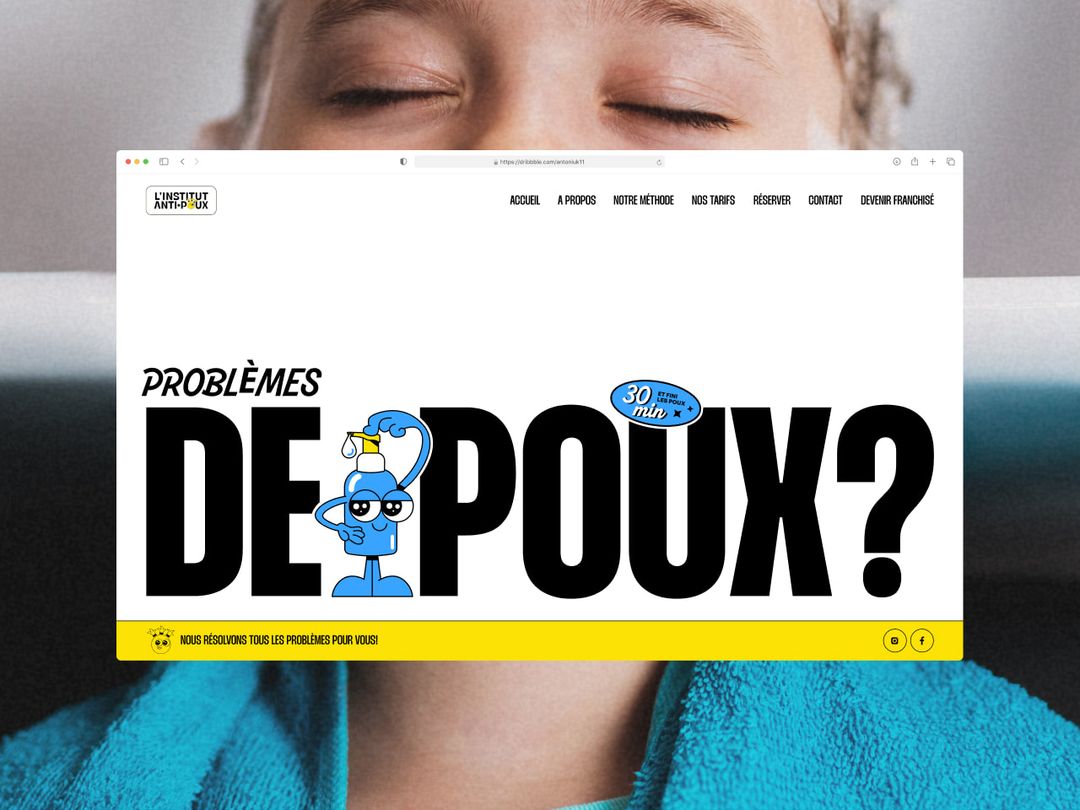 https://dribbble.com/antoniuk11
L'INSTITUT
ANTI-POUX
ACCUEIL A PROPOS NOTRE MÉTHODE NOS TARIFS RÉSERVER CONTACT DEVENIR FRANCHISÉ
PROBLÈMES
30 min
ET FINI
LES POUX
DE POUX?
NOUS RÉSOLVONS TOUS LES PROBLÈMES POUR VOUS!